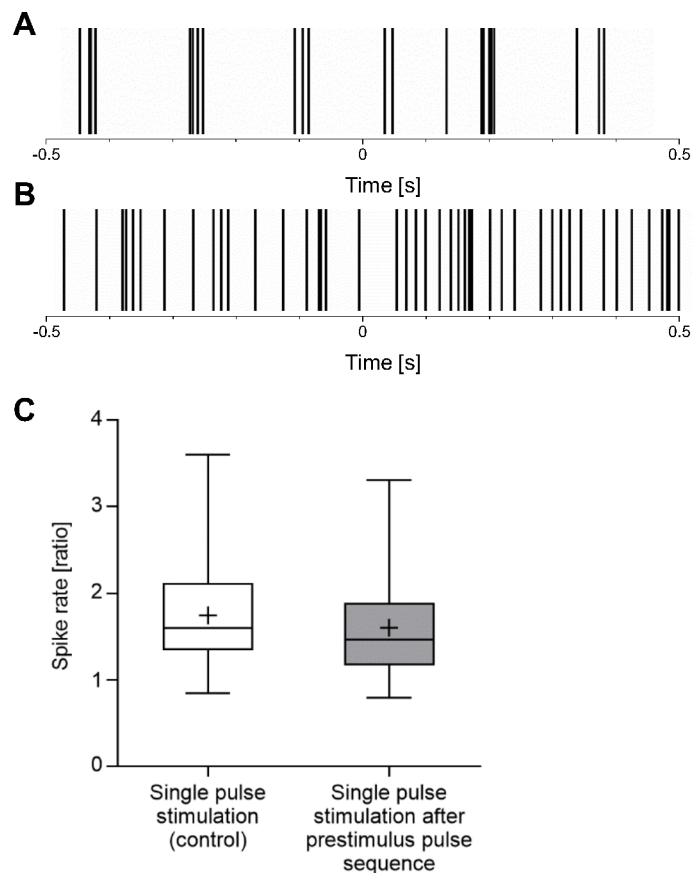 A
-0.5 0 0.5
Time [s]
B
-0.5 0 0.5
Time [s]
C
4
3
2
1
0
Spike rate [ratio]
Single pulse
stimulation
(control)
Single pulse
stimulation after
prestimulus pulse
sequence